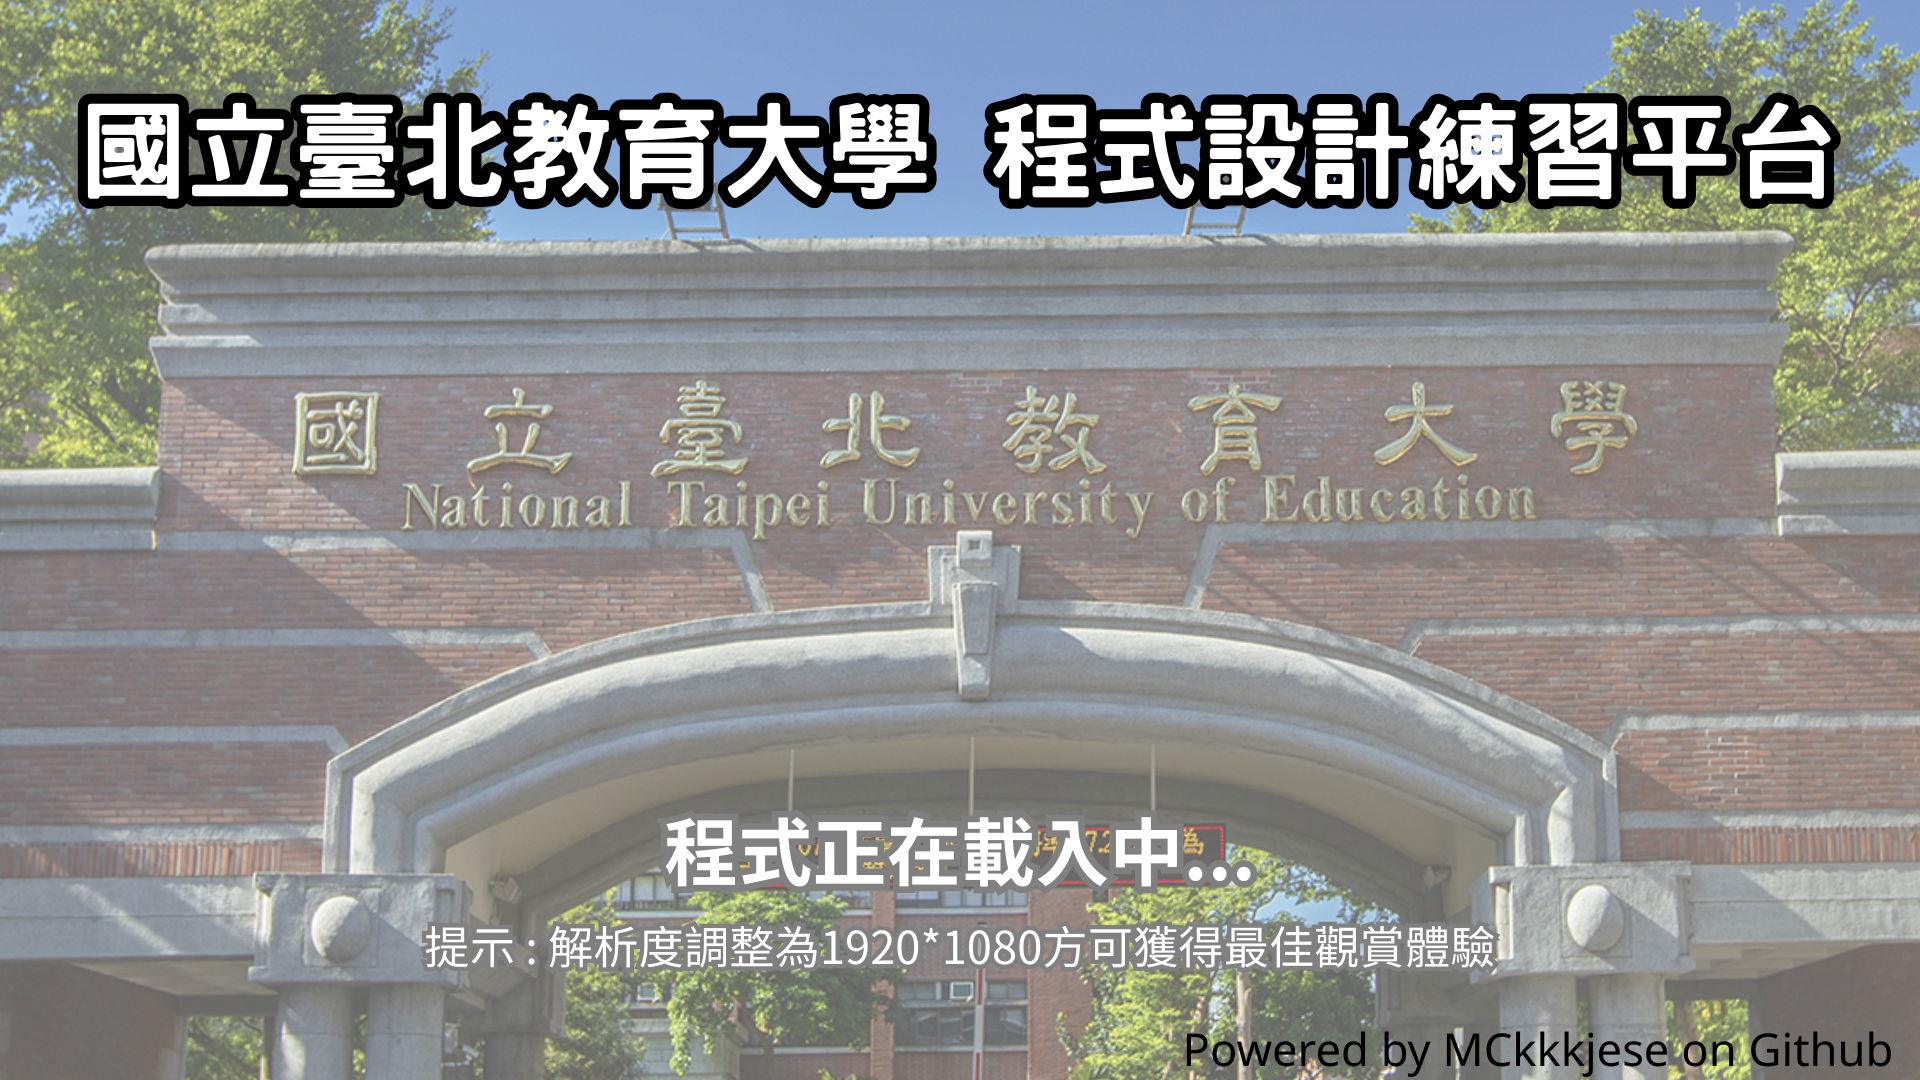 國立臺北教育大學 程式設計練習平台
國立臺北教育大學
National Taipei University of Education
程式正在載入中...
提示 : 解析度調整為1920*1080方可獲得最佳觀賞體驗
Powered by MCkkkjese on Github